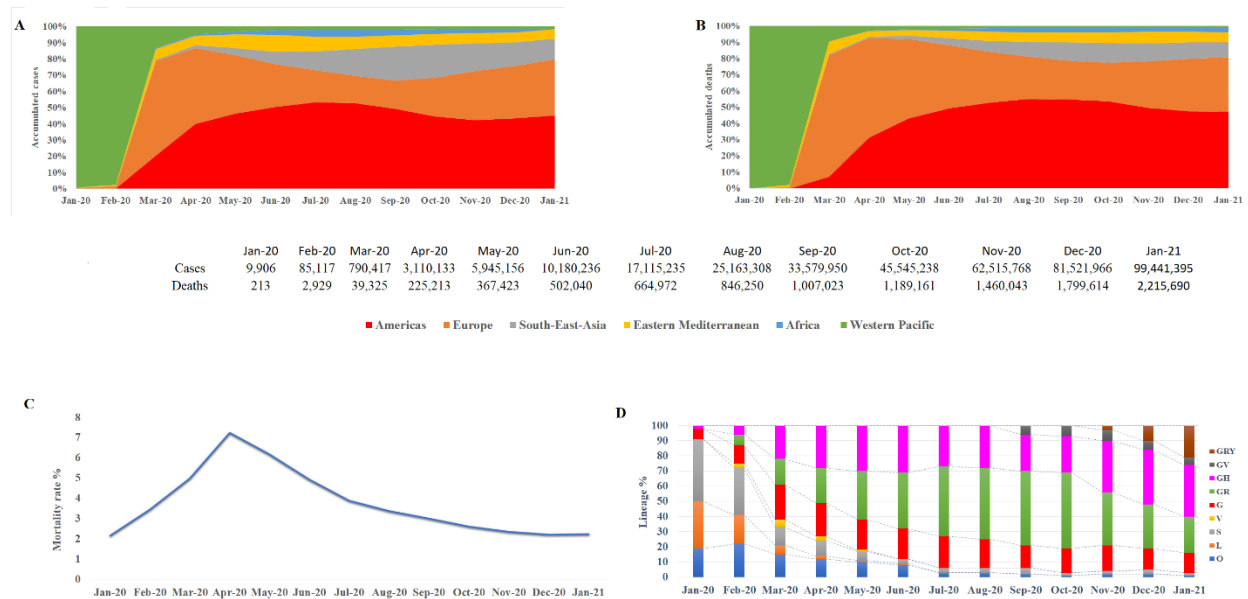 A
Accumulated cases
100%
90%
80%
70%
60%
50%
40%
30%
20%
10%
0%
Jan-20 Feb-20 Mar-20 Apr-20 May-20 Jun-20 Jul-20 Aug-20 Sep-20 Oct-20 Nov-20 Dec-20 Jan-21
B
Accumulated deaths
100%
90%
80%
70%
60%
50%
40%
30%
20%
10%
0%
Jan-20 Feb-20 Mar-20 Apr-20 May-20 Jun-20 Jul-20 Aug-20 Sep-20 Oct-20 Nov-20 Dec-20 Jan-21
Jan-20 Feb-20 Mar-20 Apr-20 May-20 Jun-20 Jul-20 Aug-20 Sep-20 Oct-20 Nov-20 Dec-20 Jan-21
Cases 9,906 85,117 790,417 3,110,133 5,945,156 10,180,236 17,115,235 25,163,308 33,579,950 45,545,238 62,515,768 81,521,966 99,441,395
Deaths 213 2,929 39,325 225,213 367,423 502,040 664,972 846,250 1,007,023 1,189,161 1,460,043 1,799,614 2,215,690
Americas Europe South-East-Asia Eastern Mediterranean Africa Western Pacific
C
Mortality rate %
8
7
6
5
4
3
2
1
0
Jan-20 Feb-20 Mar-20 Apr-20 May-20 Jun-20 Jul-20 Aug-20 Sep-20 Oct-20 Nov-20 Dec-20 Jan-21
D
Lineage %
100
90
80
70
60
50
40
30
20
10
0
Jan-20 Feb-20 Mar-20 Apr-20 May-20 Jun-20 Jul-20 Aug-20 Sep-20 Oct-20 Nov-20 Dec-20 Jan-21
GRY
GV
GH
GR
G
V
S
L
O